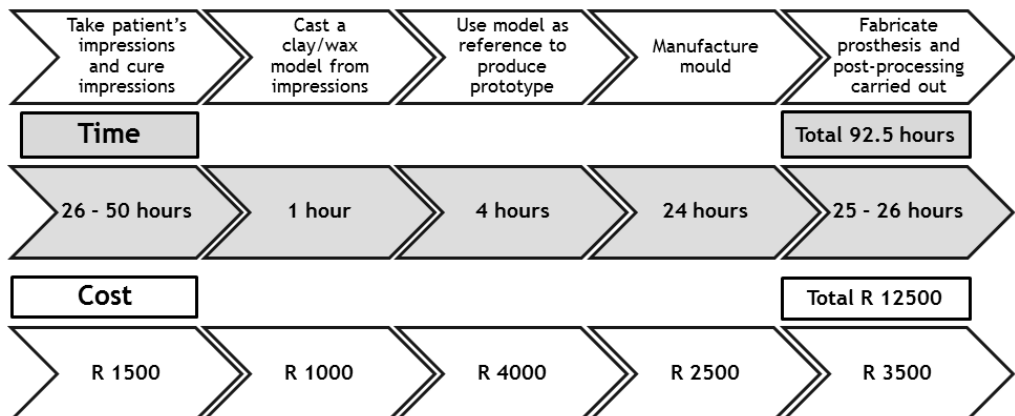 Take patient's
impressions
and cure
impressions
Cast a
clay/wax
model from
impressions
Use model as
reference to
produce
prototype
Manufacture
mould
Fabricate
prosthesis and
post-processing
carried out
Time
Total 92.5 hours
26 - 50 hours
1 hour
4 hours
24 hours
25 - 26 hours
Cost
Total R 12500
R 1500
R 1000
R 4000
R 2500
R 3500